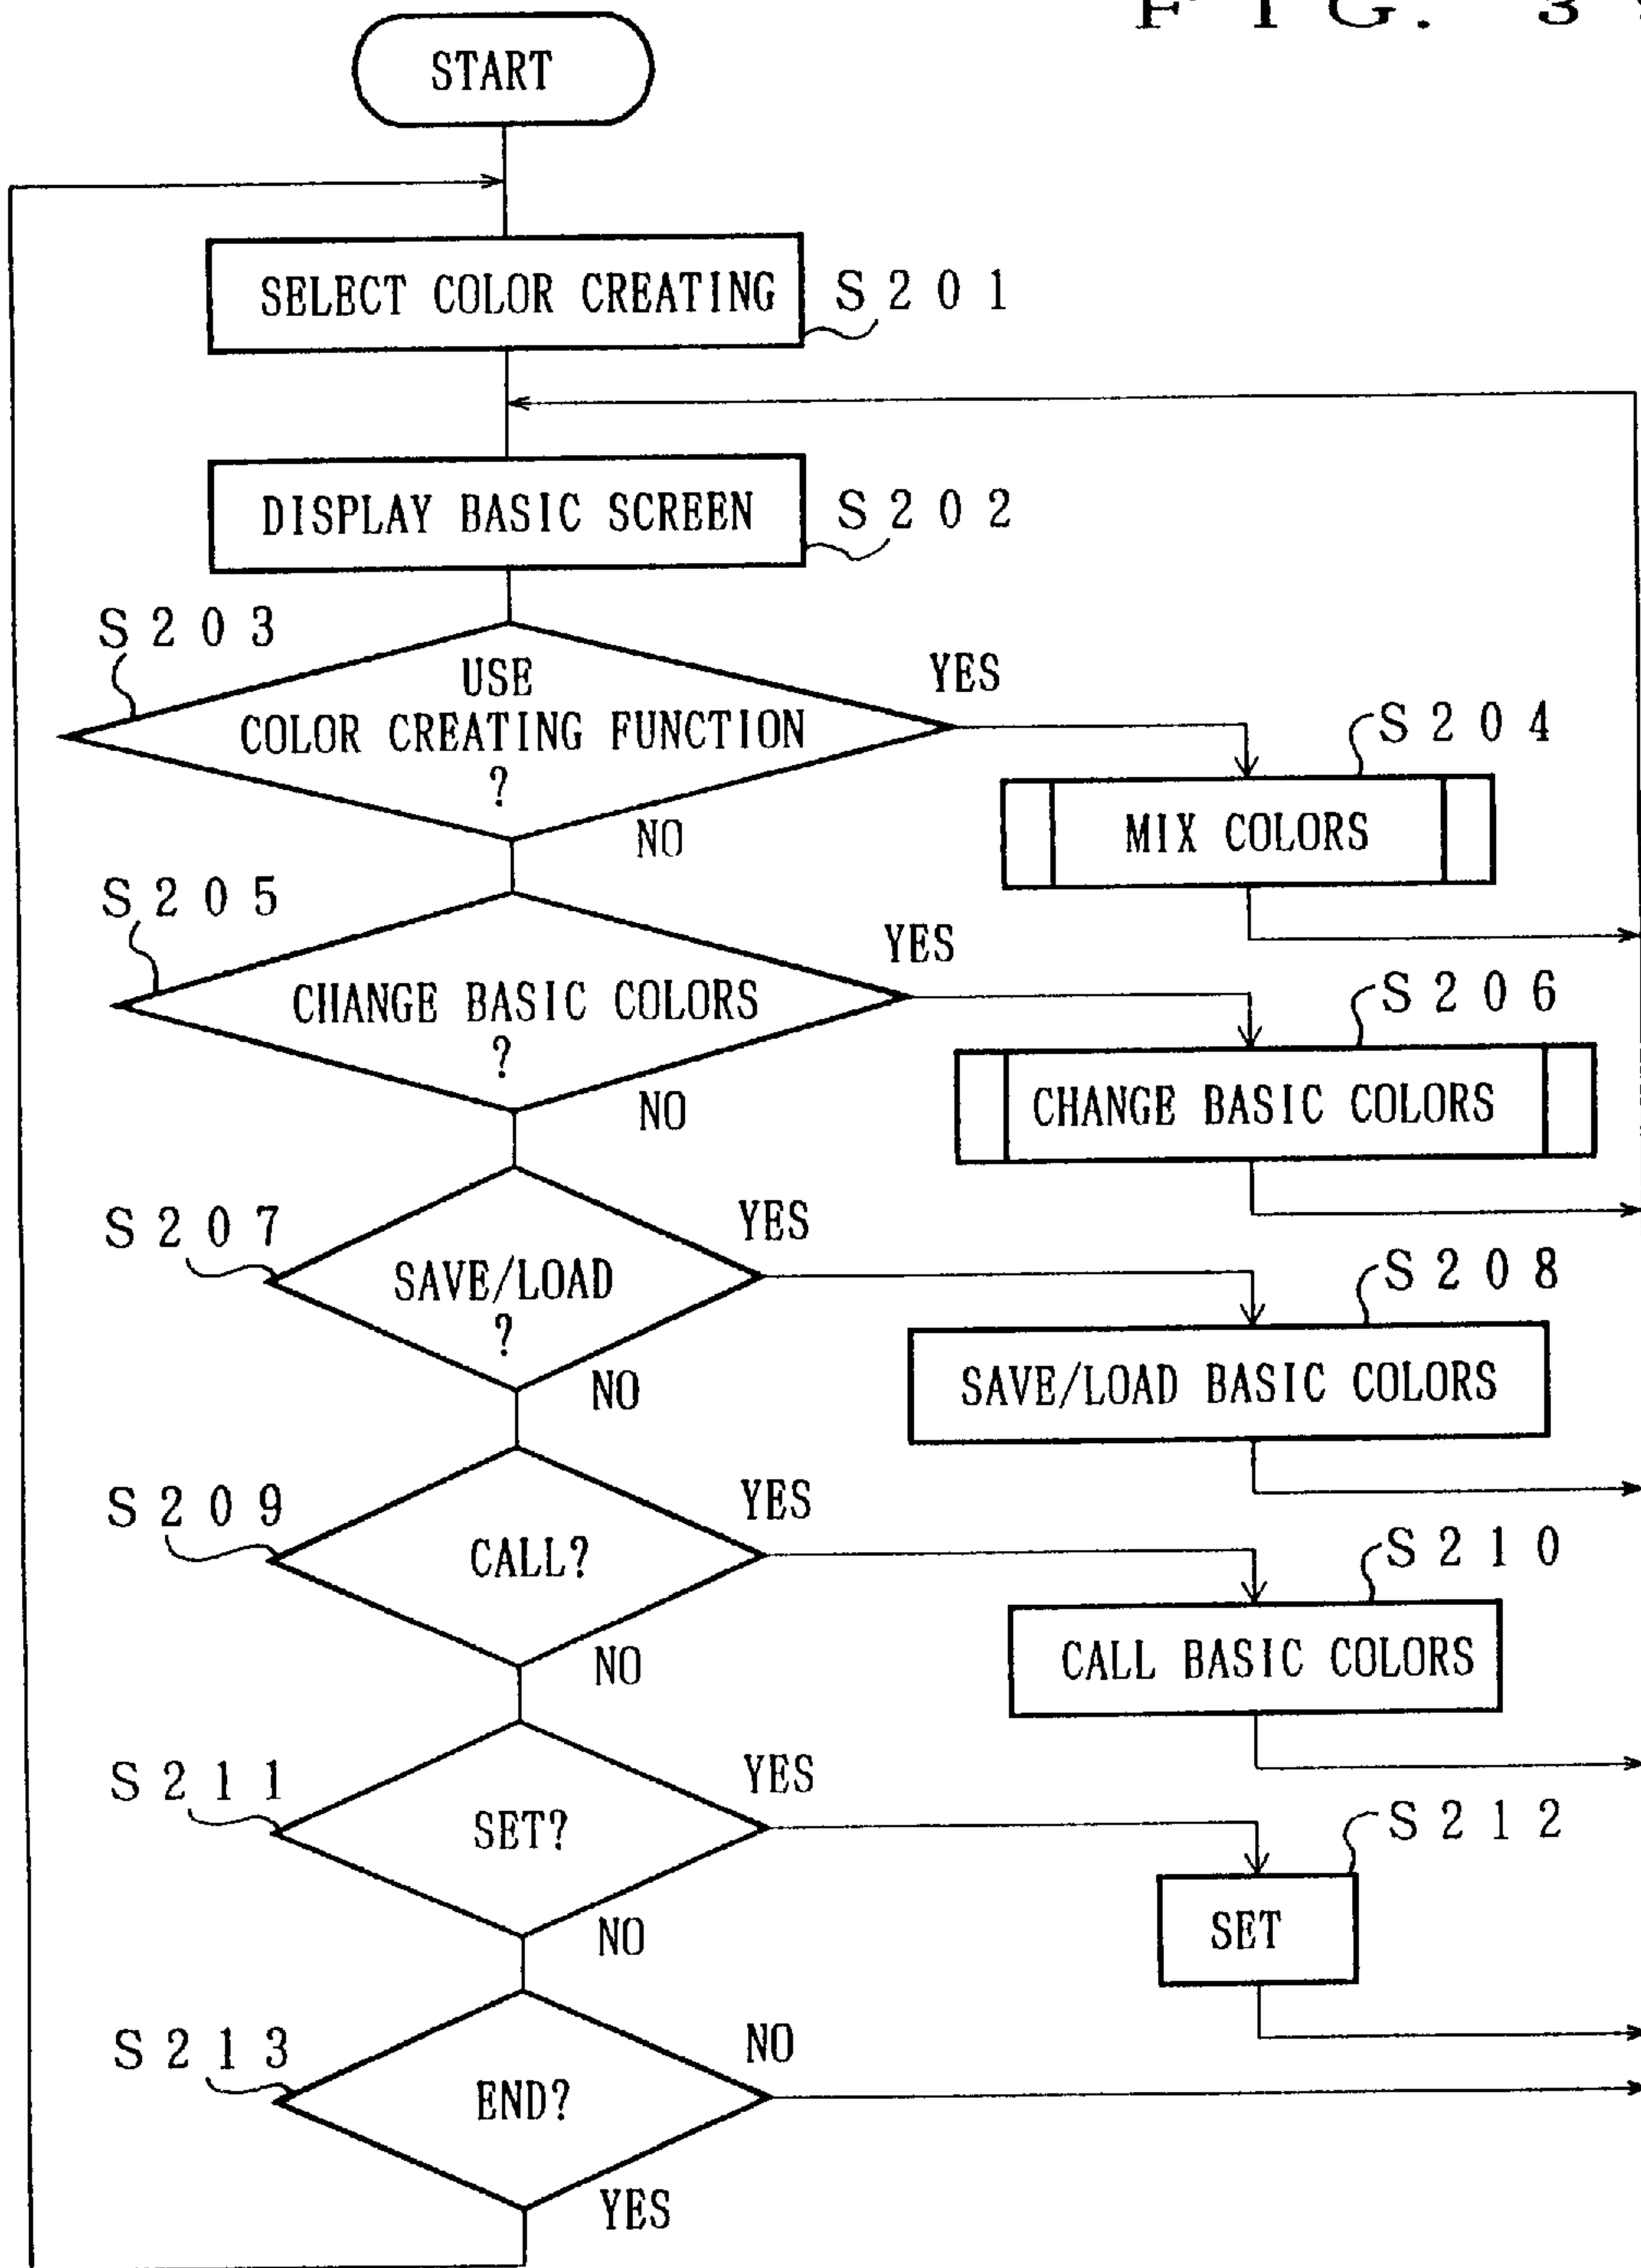 FIG. 3
START
SELECT COLOR CREATING
S201
DISPLAY BASIC SCREEN
S202
S203
USE
COLOR CREATING FUNCTION
?
YES
NO
S204
MIX COLORS
S205
CHANGE BASIC COLORS
?
YES
NO
S206
CHANGE BASIC COLORS
S207
SAVE/LOAD
?
YES
NO
S208
SAVE/LOAD BASIC COLORS
S209
CALL?
YES
NO
S210
CALL BASIC COLORS
S211
SET?
YES
NO
S212
SET
S213
END?
NO
YES